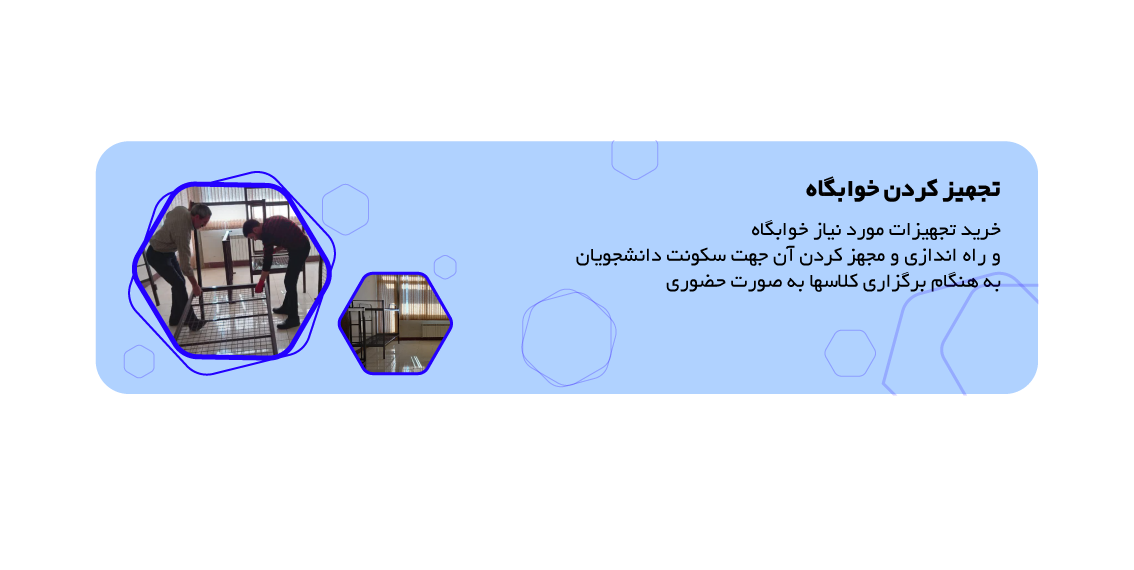 تجهیز کردن خوابگاه
خرید تجهیزات مورد نیاز خوابگاه
و راه اندازی و مجهز کردن آن جهت سکونت دانشجویان
به هنگام برگزاری کلاسها به صورت حضوری